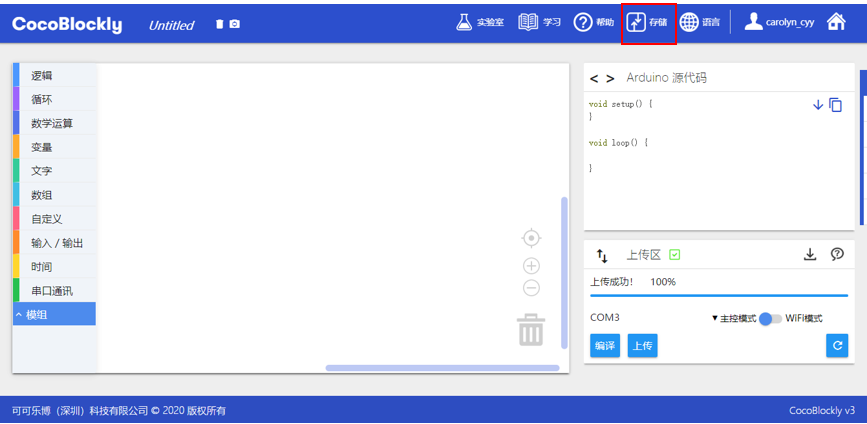 CocoBlockly Untitled 实验室 学习 帮助 存储 语言 carolyn_cyy
逻辑
循环
数学运算
变量
文字
数组
自定义
输入 / 输出
时间
串口通讯
模组
< > Arduino 源代码
void setup() {
}
void loop() {
}
上传区
上传成功! 100%
COM3 ▼ 主控模式 WiFi模式
编译 上传
可可乐博（深圳）科技有限公司 © 2020 版权所有 CocoBlockly v3